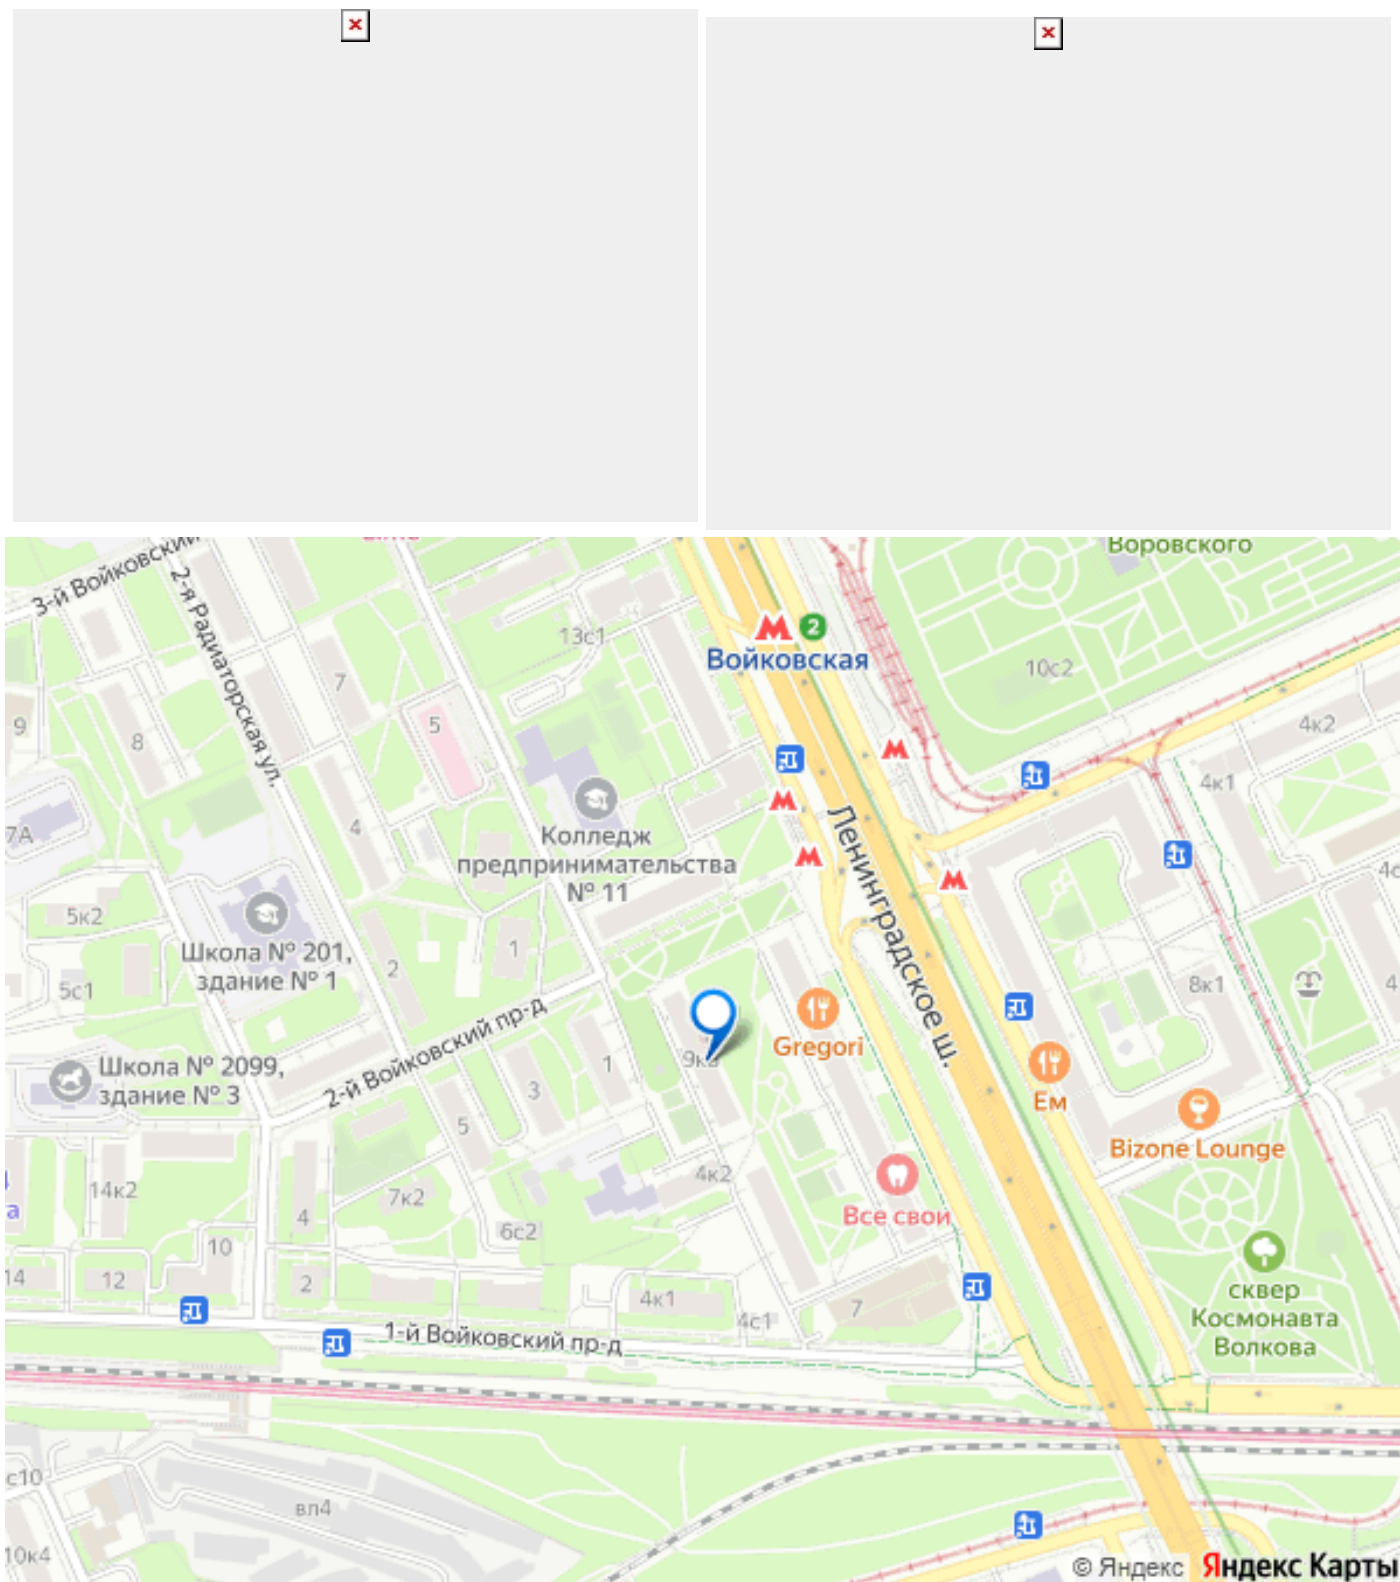 Воровского
3-й Войковский
2-я Радиаторская ул.
13с1
2
Войковская
10с2
7
5
9
8
4к2
4к1
7А
4
Колледж
предпринимательства
№ 11
Ленинградское ш.
5к2
Школа № 201,
здание № 1
2
1
5с1
8к1
4
2-й Войковский пр-д
Gregori
Школа № 2099,
здание № 3
3
1
Ем
5
Bizone Lounge
14к2
7к2
4к2
Все свои
4
6с2
10
14
12
2
4к1
4с1
7
сквер
Космонавта
Волкова
1-й Войковский пр-д
с10
вл4
10к4
© Яндекс Яндекс Карты